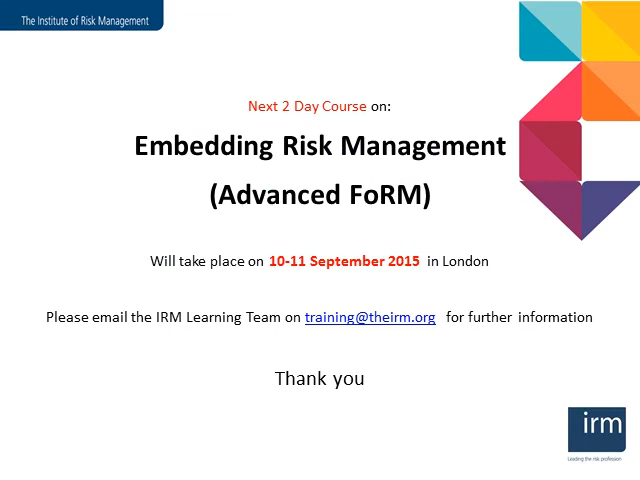 The Institute of Risk Management
Next 2 Day Course on:
Embedding Risk Management
(Advanced FoRM)
Will take place on 10-11 September 2015 in London
Please email the IRM Learning Team on training@theirm.org for further information
Thank you
irm
Leading the risk profession